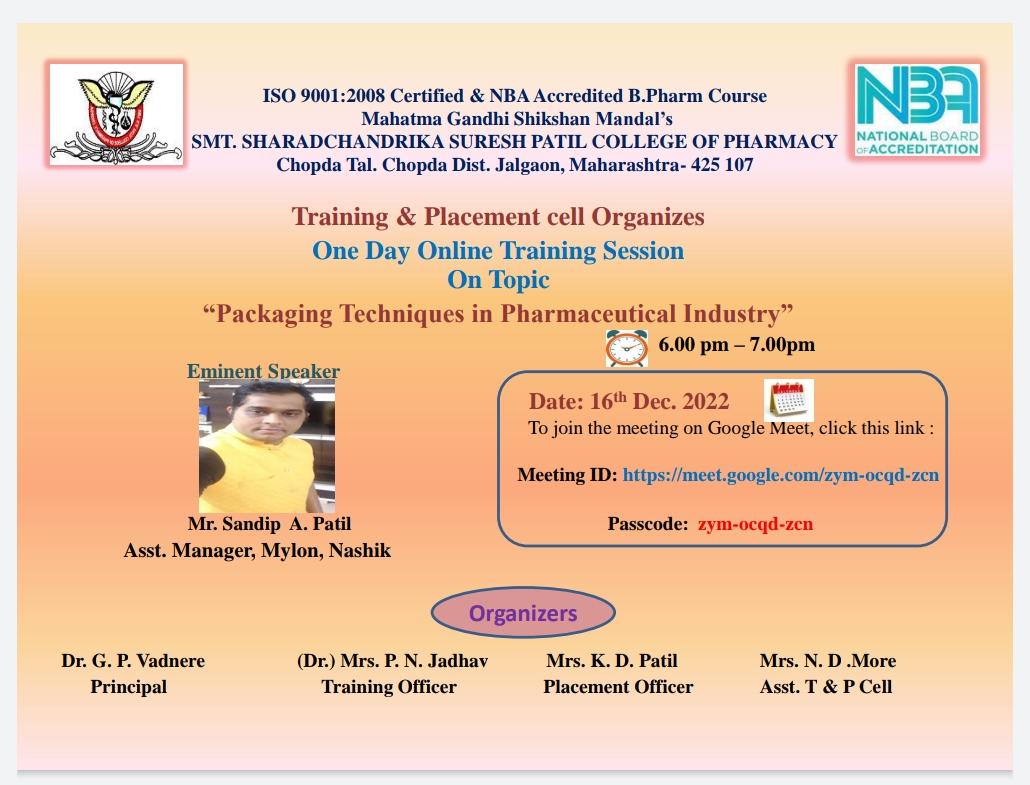 ISO 9001:2008 Certified & NBA Accredited B.Pharm Course
Mahatma Gandhi Shikshan Mandal's
SMT. SHARADCHANDRIKA SURESH PATIL COLLEGE OF PHARMACY
Chopda Tal. Chopda Dist. Jalgaon, Maharashtra- 425 107
NBA
NATIONAL BOARD
OF ACCREDITATION
Training & Placement cell Organizes
One Day Online Training Session
On Topic
“Packaging Techniques in Pharmaceutical Industry”
6.00 pm – 7.00pm
Eminent Speaker
Mr. Sandip A. Patil
Asst. Manager, Mylon, Nashik
Date: 16th Dec. 2022
To join the meeting on Google Meet, click this link :
Meeting ID: https://meet.google.com/zym-ocqd-zcn
Passcode: zym-ocqd-zcn
Organizers
Dr. G. P. Vadnere (Dr.) Mrs. P. N. Jadhav Mrs. K. D. Patil Mrs. N. D .More
Principal Training Officer Placement Officer Asst. T & P Cell